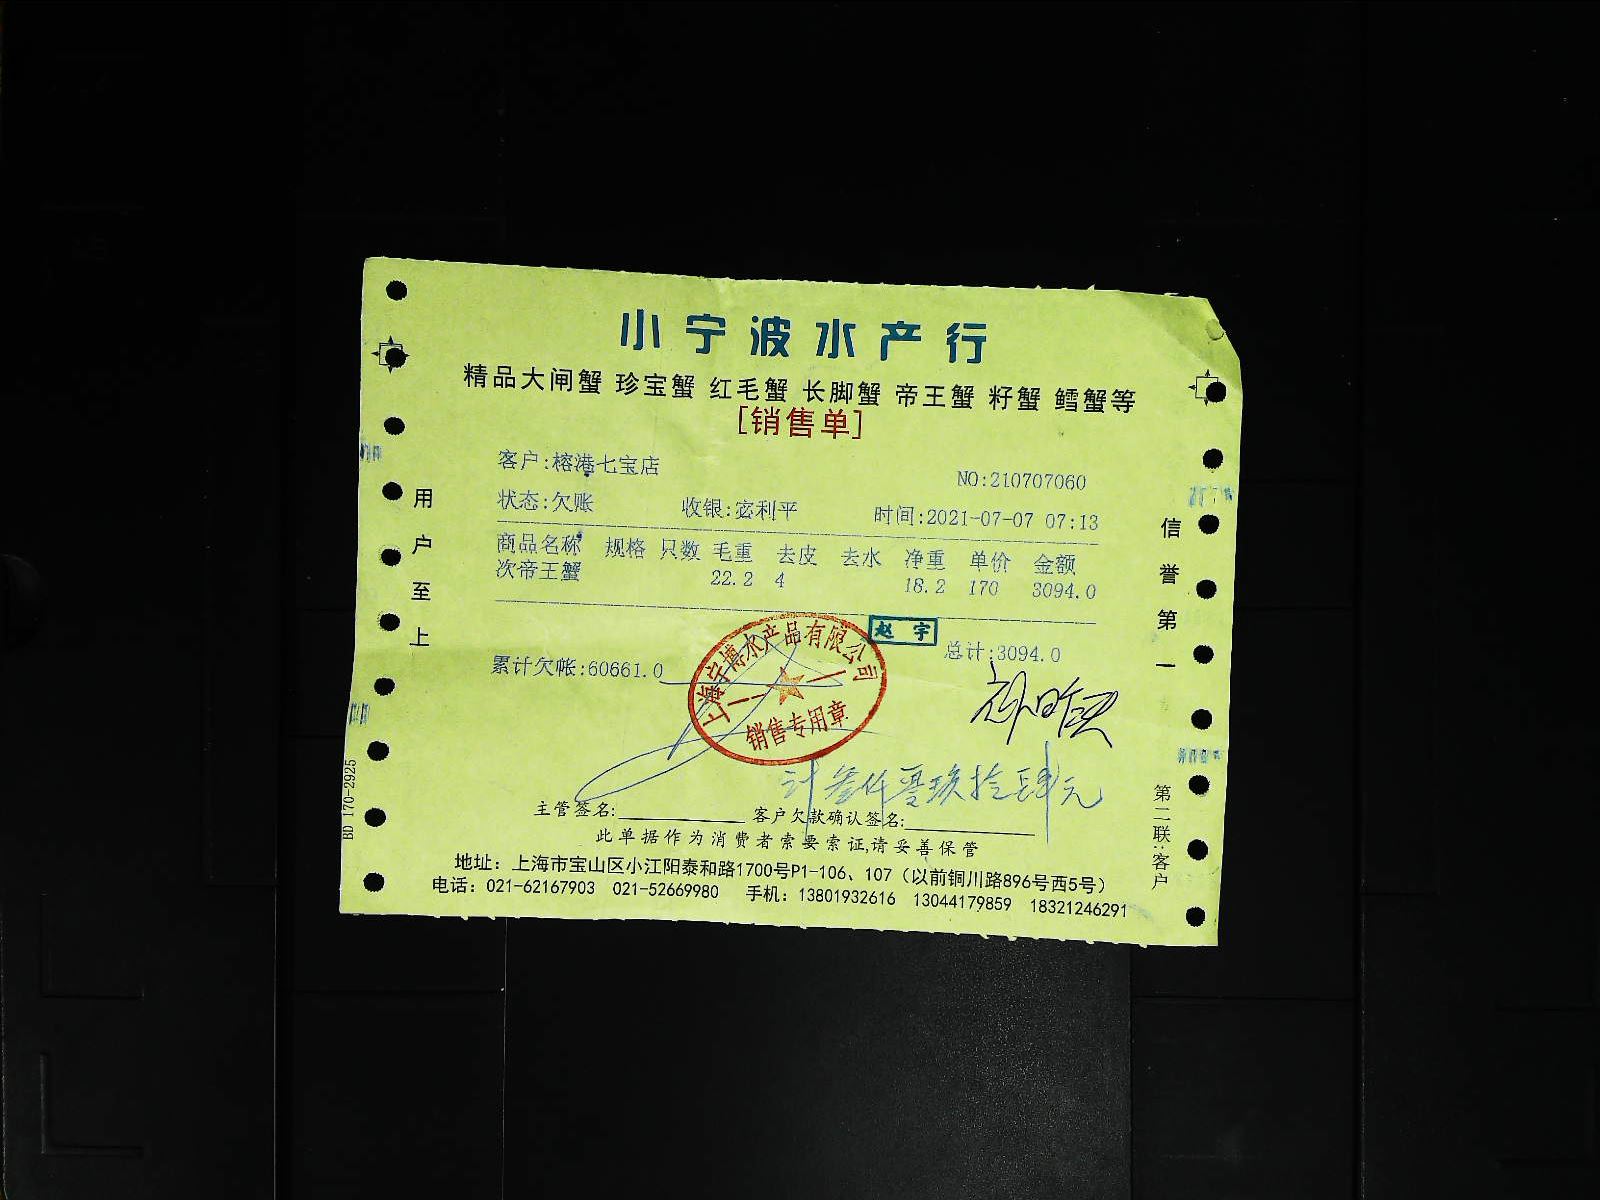 小宁波水产行
精品大闸蟹 珍宝蟹 红毛蟹 长脚蟹 帝王蟹 籽蟹 鳕蟹等
[销售单]
客户:榕港七宝店
NO:210707060
状态:欠账 收银:宓利平 时间:2021-07-07 07:13
商品名称 规格 只数 毛重 去皮 去水 净重 单价 金额
次帝王蟹 22.2 4 18.2 170 3094.0
赵宇
累计欠帐:60661.0 总计:3094.0
上海宁博水产品有限公司
销售专用章
计叁仟零玖拾肆元
主管签名: 客户欠款确认签名:
此单据作为消费者索要索证,请妥善保管
地址：上海市宝山区小江阳泰和路1700号P1-106、107（以前铜川路896号西5号）
电话：021-62167903 021-52669980 手机：13801932616 13044179859 18321246291
用户至上
BD 170-2925
信誉第一
第二联:客户